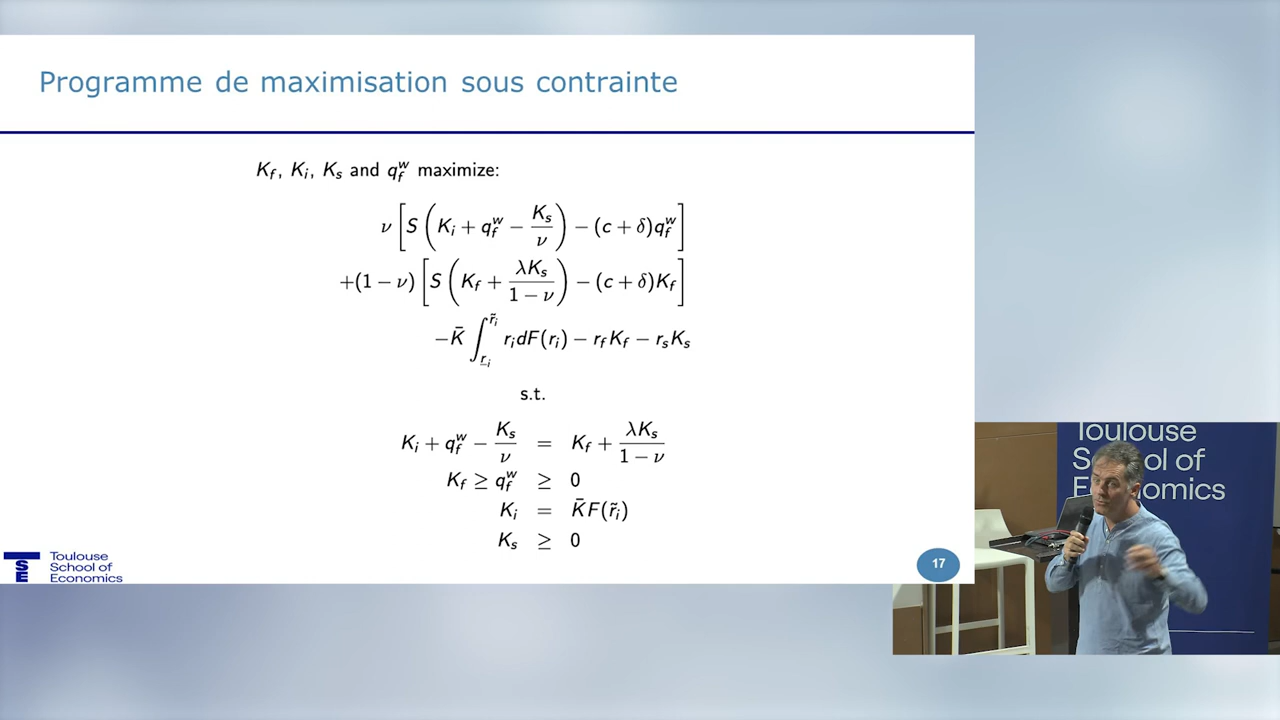 Programme de maximisation sous contrainte
K_f, K_i, K_s and q_f^w maximize:
ν [ S ( K_i + q_f^w − K_s/ν ) − (c + δ)q_f^w ]
+(1 − ν) [ S ( K_f + λK_s/(1 − ν) ) − (c + δ)K_f ]
−K̄ ∫_{r̲_i}^{r̃_i} r_i dF(r_i) − r_f K_f − r_s K_s
s.t.
K_i + q_f^w − K_s/ν = K_f + λK_s/(1 − ν)
K_f ≥ q_f^w ≥ 0
K_i = K̄F(r̃_i)
K_s ≥ 0
TSE
Toulouse
School of
Economics
17
Toulouse
School of
Economics